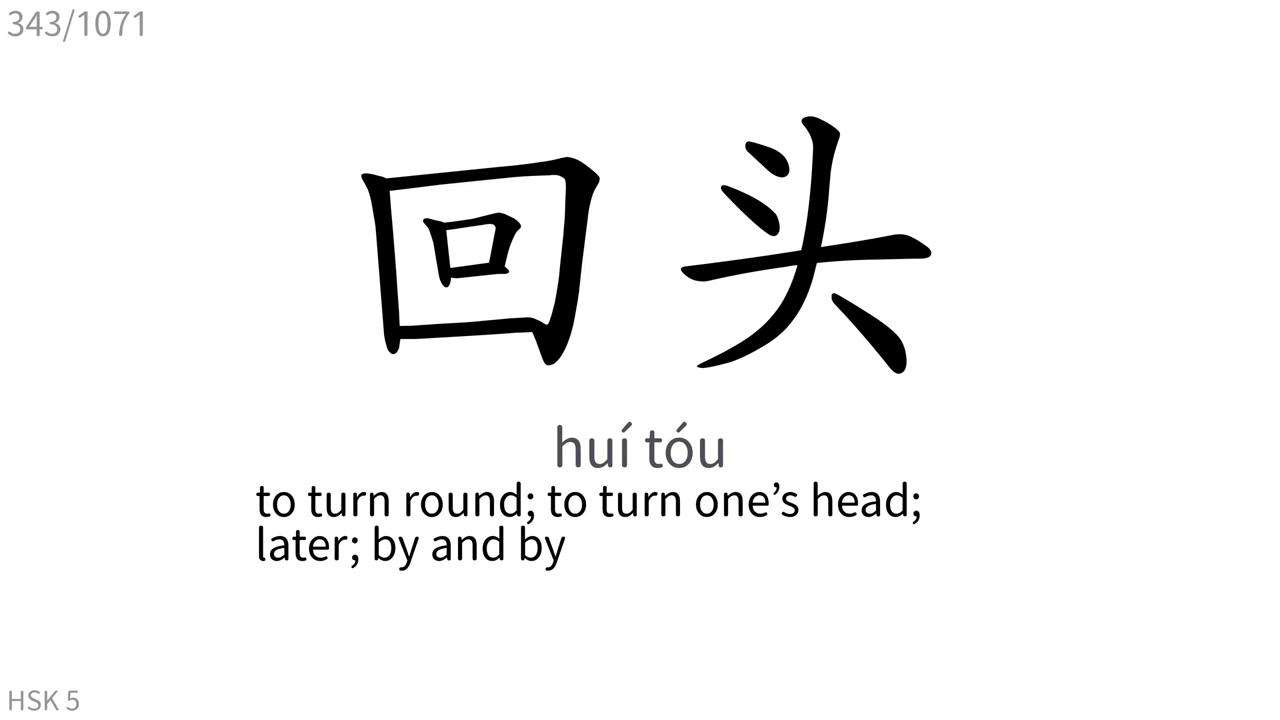 343/1071
回头
huí tóu
to turn round; to turn one’s head;
later; by and by
HSK 5